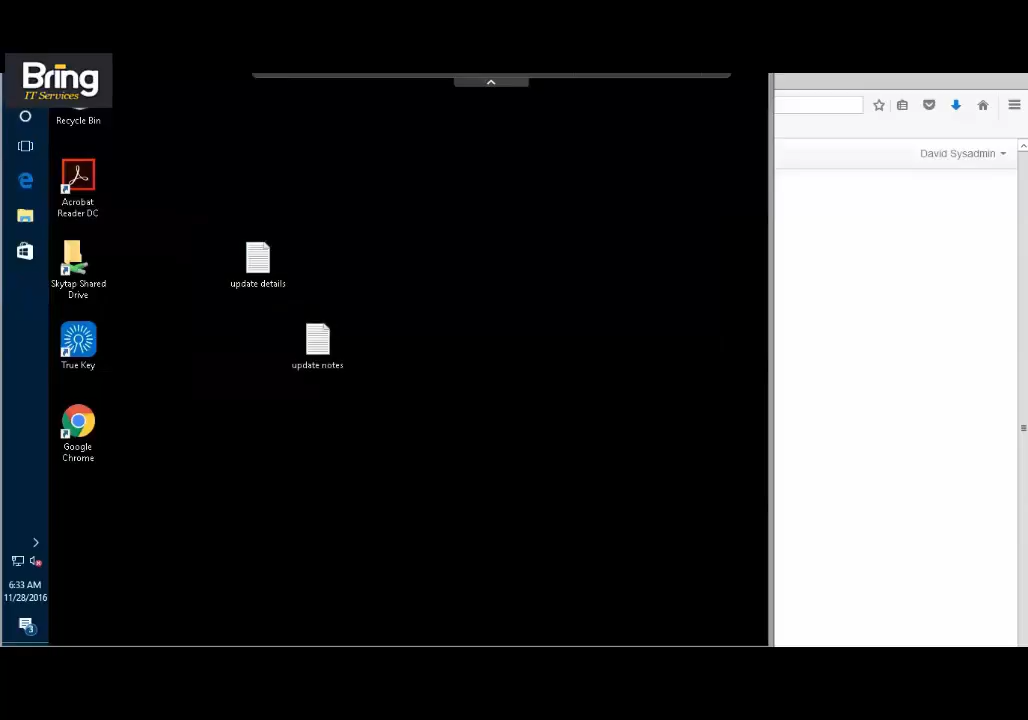 Bring
IT Services
Recycle Bin
David Sysadmin
Acrobat
Reader DC
Skytap Shared
Drive
update details
True Key
update notes
Google
Chrome
6:33 AM
11/28/2016
3